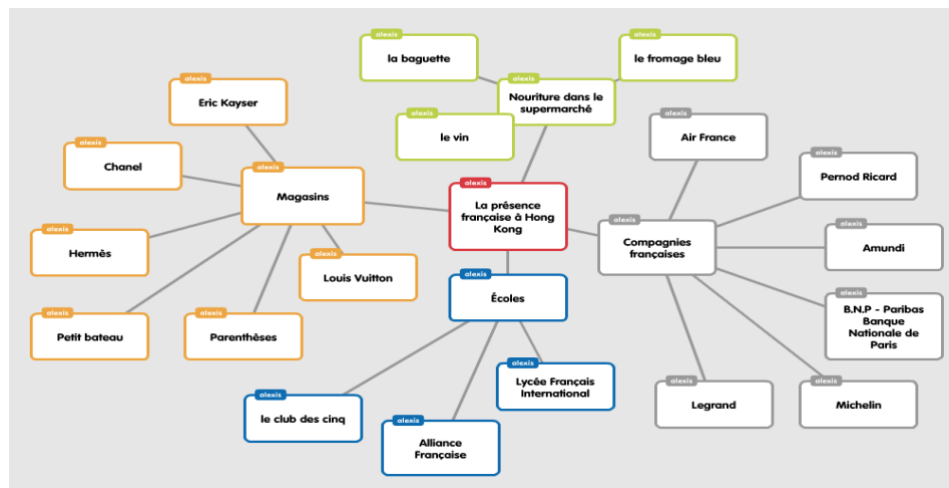 alexis
la baguette
alexis
le fromage bleu
alexis
Nouriture dans le
supermarché
alexis
le vin
alexis
Eric Kayser
alexis
Chanel
alexis
Magasins
alexis
Hermès
alexis
Louis Vuitton
alexis
Petit bateau
alexis
Parenthèses
alexis
La présence
française à Hong
Kong
alexis
Air France
alexis
Pernod Ricard
alexis
Compagnies
françaises
alexis
Amundi
alexis
B.N.P - Paribas
Banque
Nationale de
Paris
alexis
Legrand
alexis
Michelin
alexis
Écoles
alexis
Lycée Français
International
alexis
le club des cinq
alexis
Alliance
Française